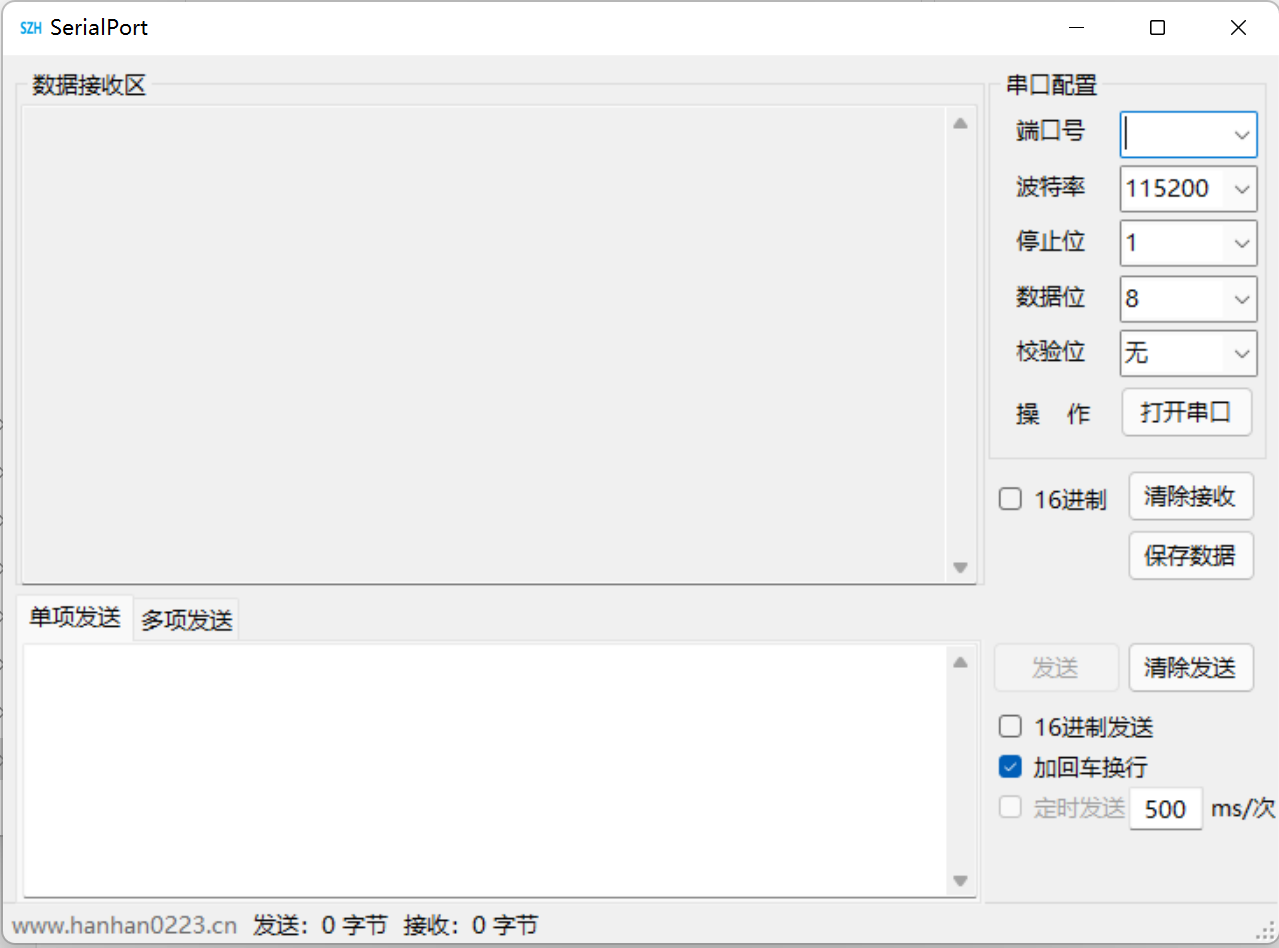 SZH SerialPort
数据接收区
串口配置
端口号
波特率 115200
停止位 1
数据位 8
校验位 无
操 作 打开串口
16进制 清除接收
保存数据
单项发送 多项发送
发送 清除发送
16进制发送
加回车换行
定时发送 500 ms/次
www.hanhan0223.cn 发送：0 字节 接收：0 字节